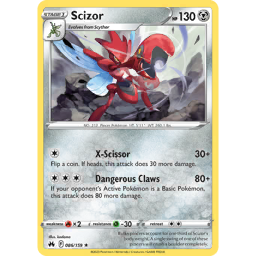 STAGE 1
Scizor
HP 130
Evolves from Scyther
X-Scissor 30+
Flip a coin. If heads, this attack does 30 more damage.
Dangerous Claws 80+
If your opponent's Active Pokémon is a Basic Pokémon,
this attack does 80 more damage.
weakness ×2 resistance -30 retreat
086/159